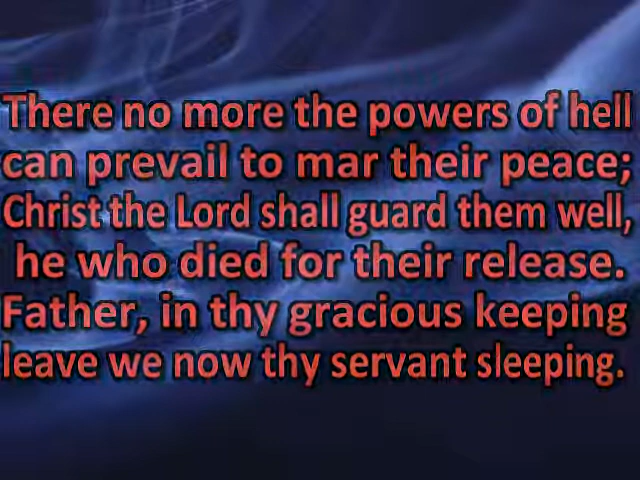 There no more the powers of hell
can prevail to mar their peace;
Christ the Lord shall guard them well,
he who died for their release.
Father, in thy gracious keeping
leave we now thy servant sleeping.